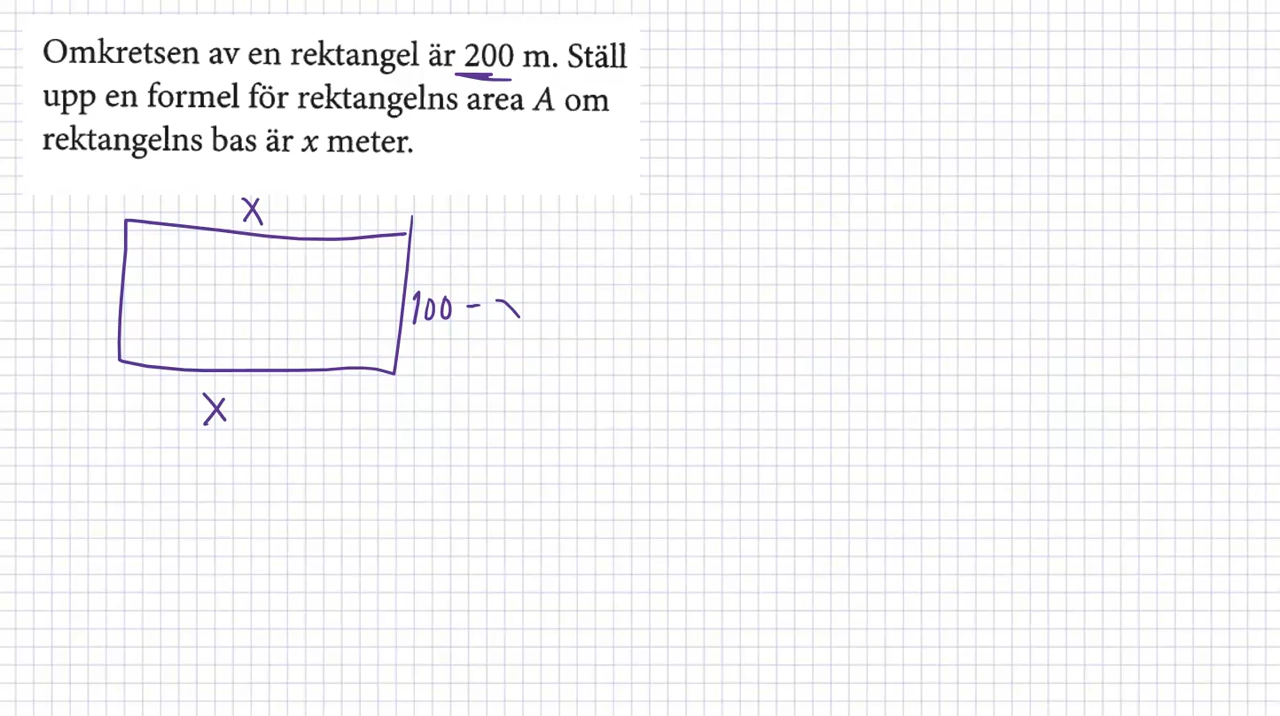 Omkretsen av en rektangel är 200 m. Ställ
upp en formel för rektangelns area A om
rektangelns bas är x meter.
X
100 -
X